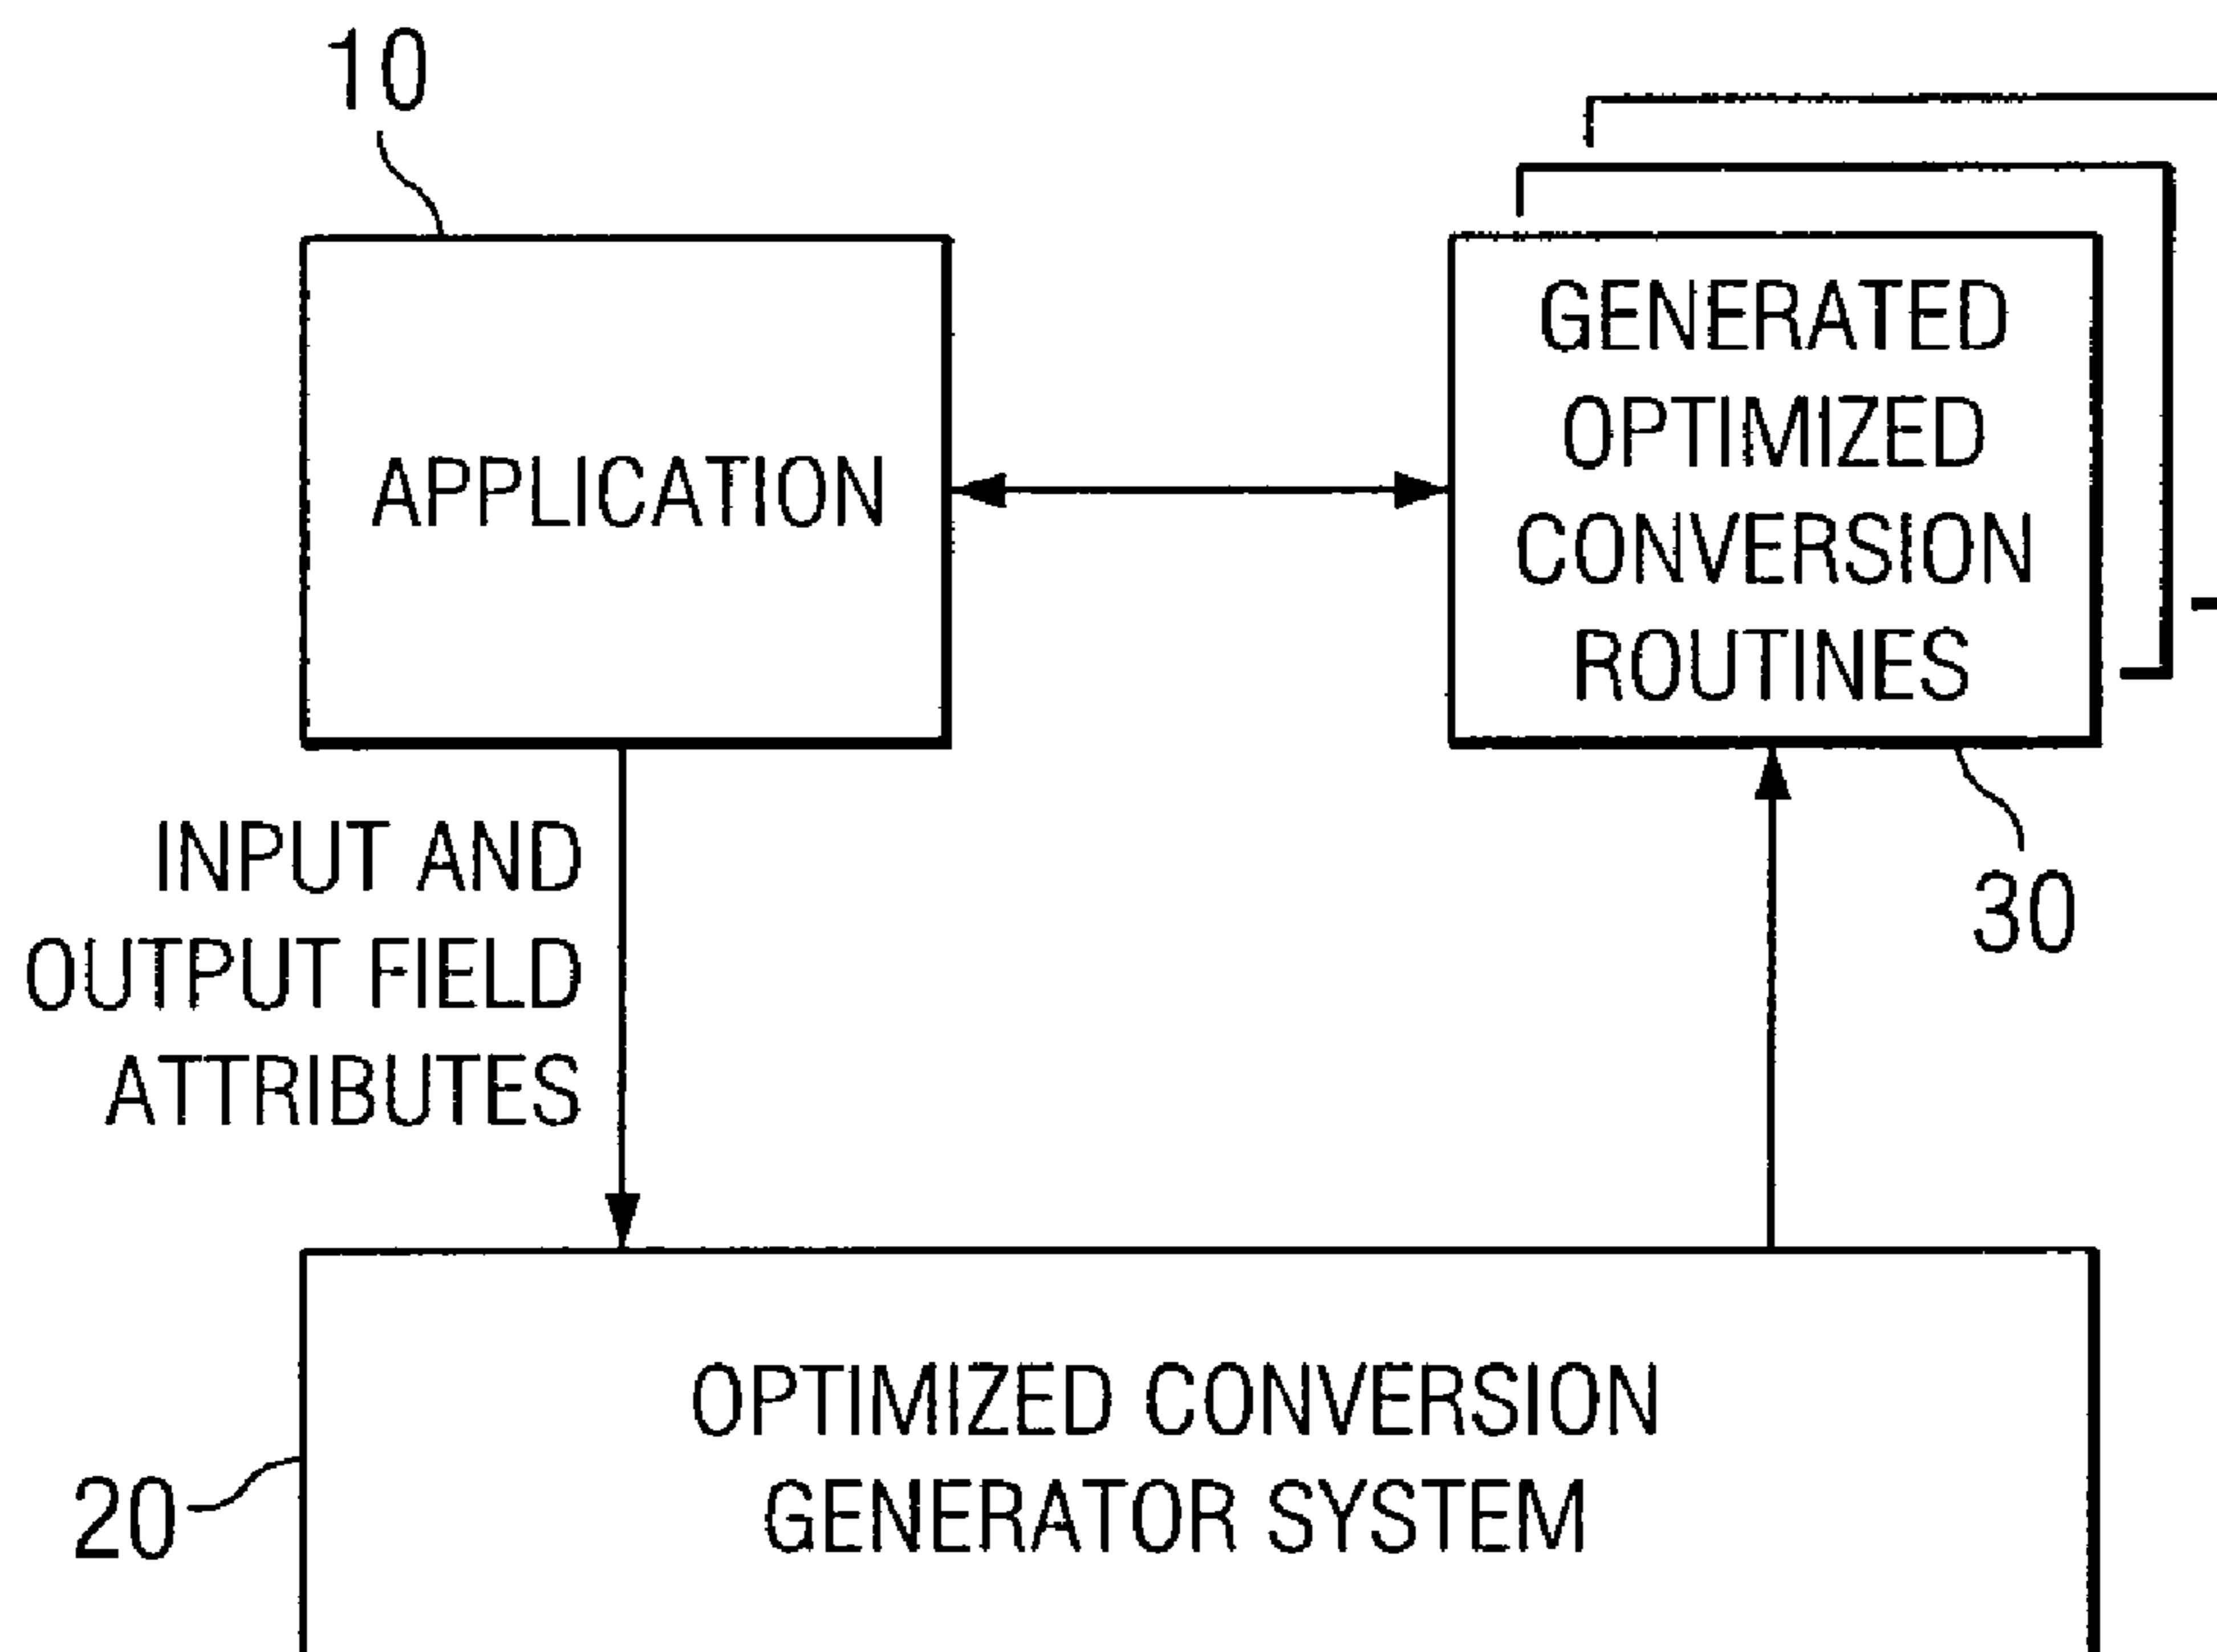 10
APPLICATION
GENERATED
OPTIMIZED
CONVERSION
ROUTINES
30
INPUT AND
OUTPUT FIELD
ATTRIBUTES
20
OPTIMIZED CONVERSION
GENERATOR SYSTEM